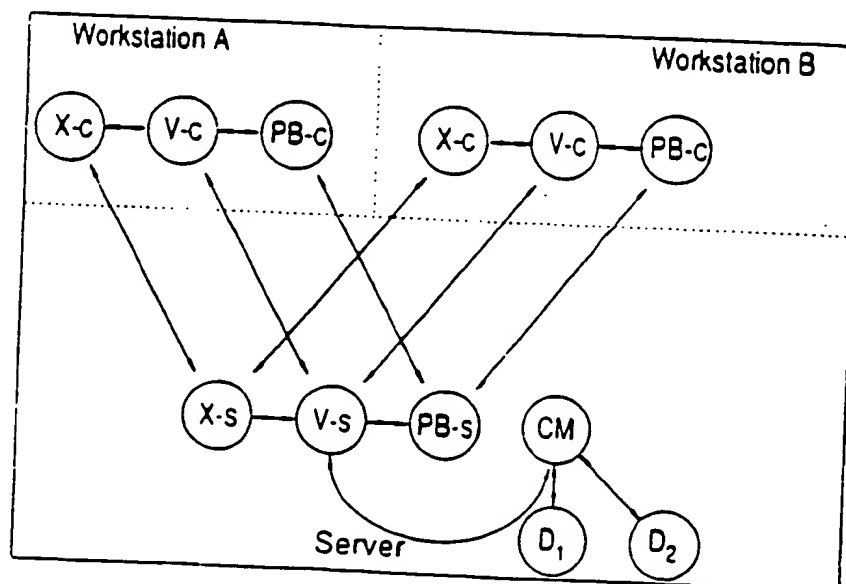 Workstation A
Workstation B
X-c V-c PB-c
X-c V-c PB-c
X-s V-s PB-s CM
Server
D₁ D₂